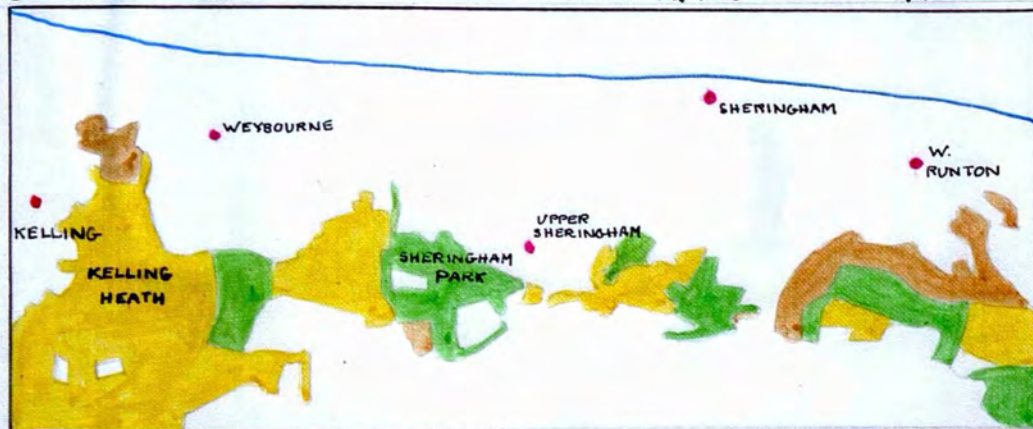 WEYBOURNE
SHERINGHAM
W.
RUNTON
KELLING
UPPER
SHERINGHAM
KELLING
HEATH
SHERINGHAM
PARK